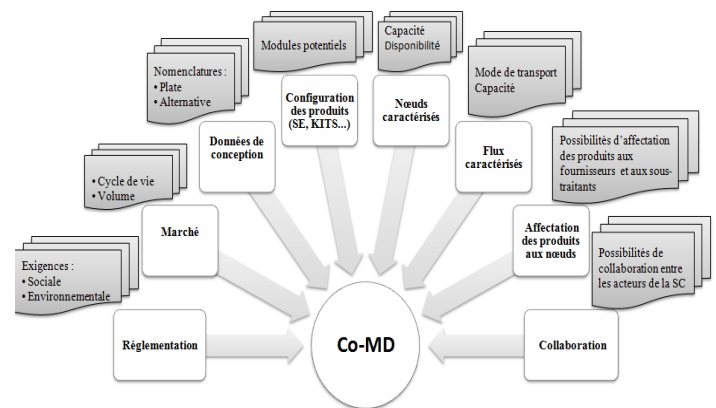 Modules potentiels
Capacité
Disponibilité
Nomenclatures :
• Plate
• Alternative
Mode de transport
Capacité
Configuration
des produits
(SE, KITS...)
Nœuds
caractérisés
Données de
conception
Flux
caractérisés
Possibilités d'affectation
des produits aux
fournisseurs et aux sous-
traitants
• Cycle de vie
• Volume
Marché
Affectation
des produits
aux nœuds
Possibilités de
collaboration entre
les acteurs de la SC
Exigences :
• Sociale
• Environnementale
Réglementation
Co-MD
Collaboration